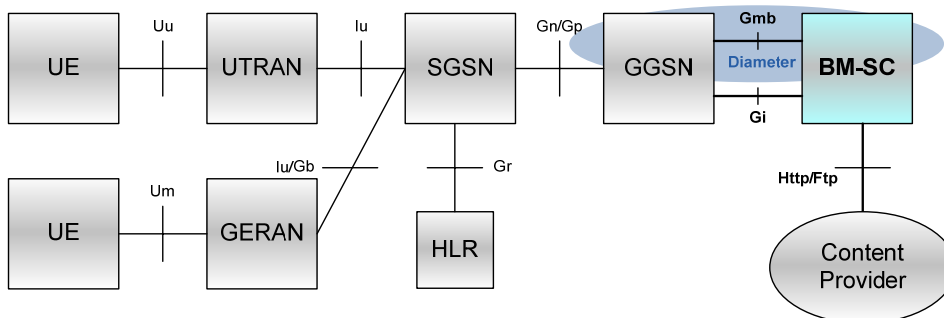 Uu
Iu
Gn/Gp
Gmb
UE
UTRAN
SGSN
GGSN
Diameter
BM-SC
Gi
Iu/Gb
Gr
Http/Ftp
Um
UE
GERAN
HLR
Content
Provider